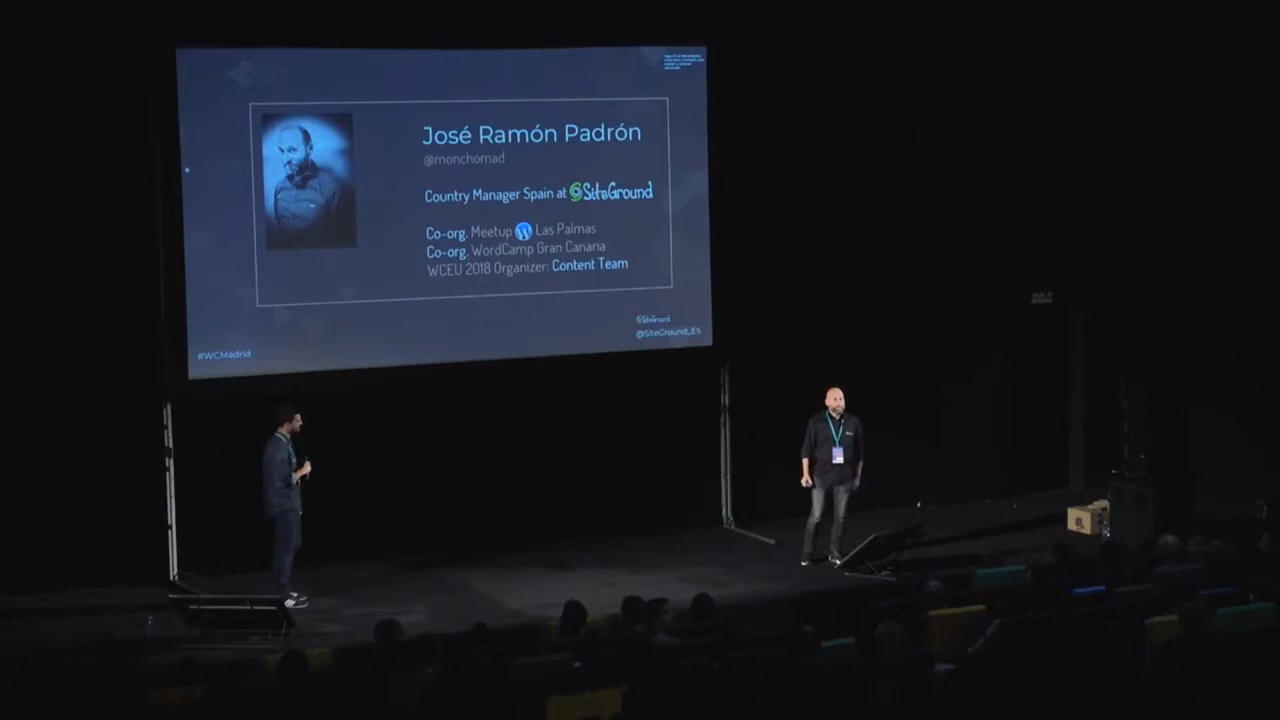 José Ramón Padrón
@monchomad
Country Manager Spain at SiteGround
Co-org. Meetup Las Palmas
Co-org. WordCamp Gran Canaria
WCEU 2018 Organizer: Content Team
SiteGround
@SiteGround_ES
#WCMadrid